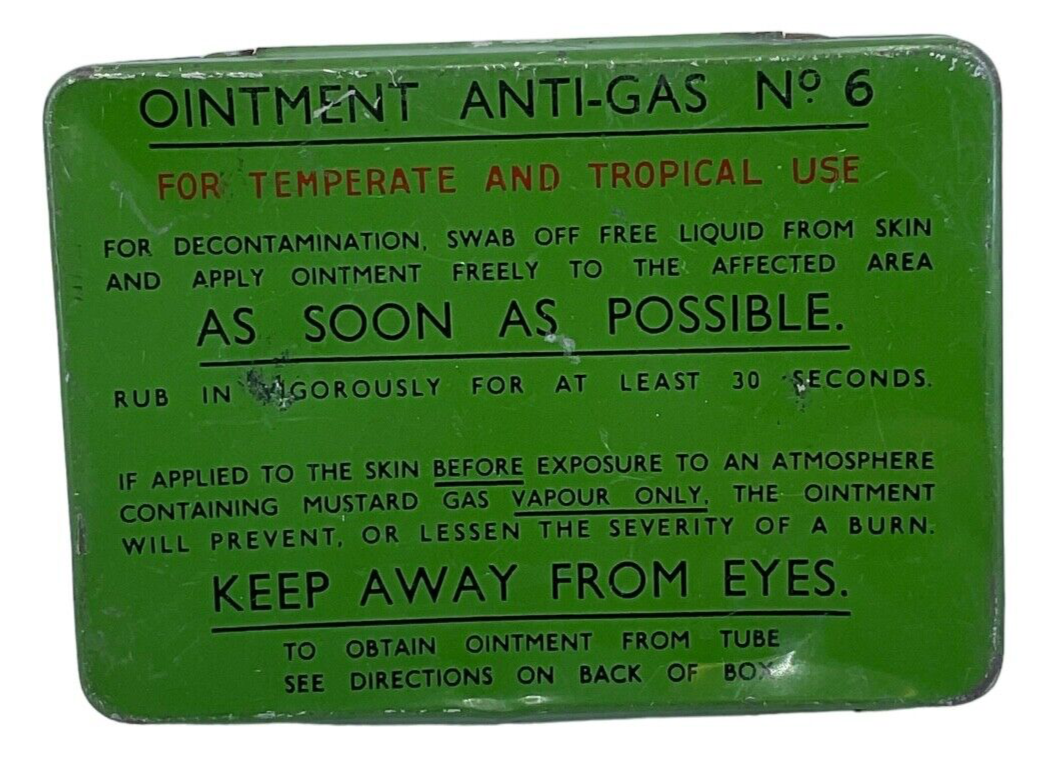 OINTMENT ANTI-GAS Nº 6
FOR TEMPERATE AND TROPICAL USE
FOR DECONTAMINATION, SWAB OFF FREE LIQUID FROM SKIN
AND APPLY OINTMENT FREELY TO THE AFFECTED AREA
AS SOON AS POSSIBLE.
RUB IN VIGOROUSLY FOR AT LEAST 30 SECONDS.
IF APPLIED TO THE SKIN BEFORE EXPOSURE TO AN ATMOSPHERE
CONTAINING MUSTARD GAS VAPOUR ONLY, THE OINTMENT
WILL PREVENT, OR LESSEN THE SEVERITY OF A BURN.
KEEP AWAY FROM EYES.
TO OBTAIN OINTMENT FROM TUBE
SEE DIRECTIONS ON BACK OF BOX